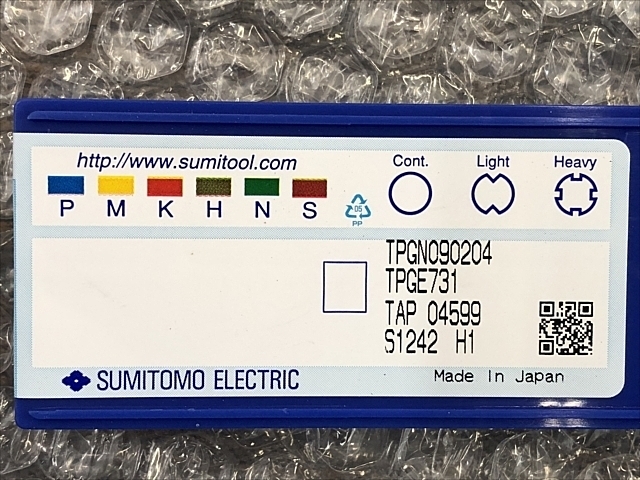 http://www.sumitool.com
P M K H N S
05
PP
Cont. Light Heavy
TPGN090204
TPGE731
TAP 04599
S1242 H1
SUMITOMO ELECTRIC
Made In Japan